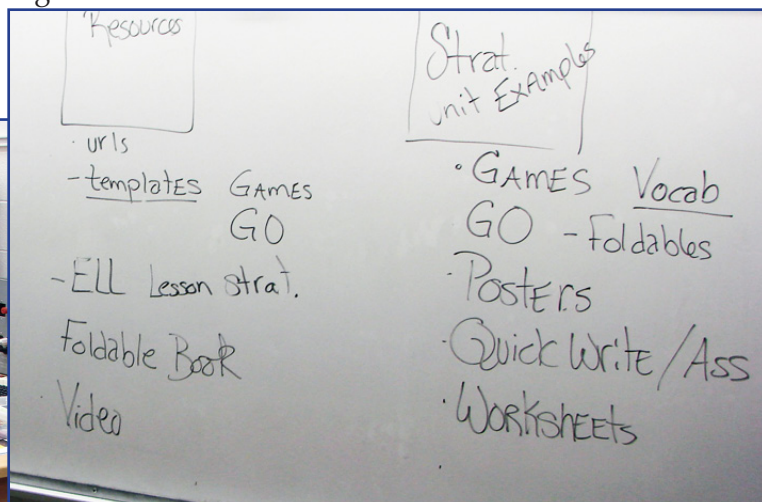 Resources
· urls
- templates GAMES
GO
- ELL Lesson strat.
Foldable Book
· Video
Strat.
unit Examples
· GAMES Vocab
GO - Foldables
· Posters
· Quick Write / Ass
· Worksheets
·